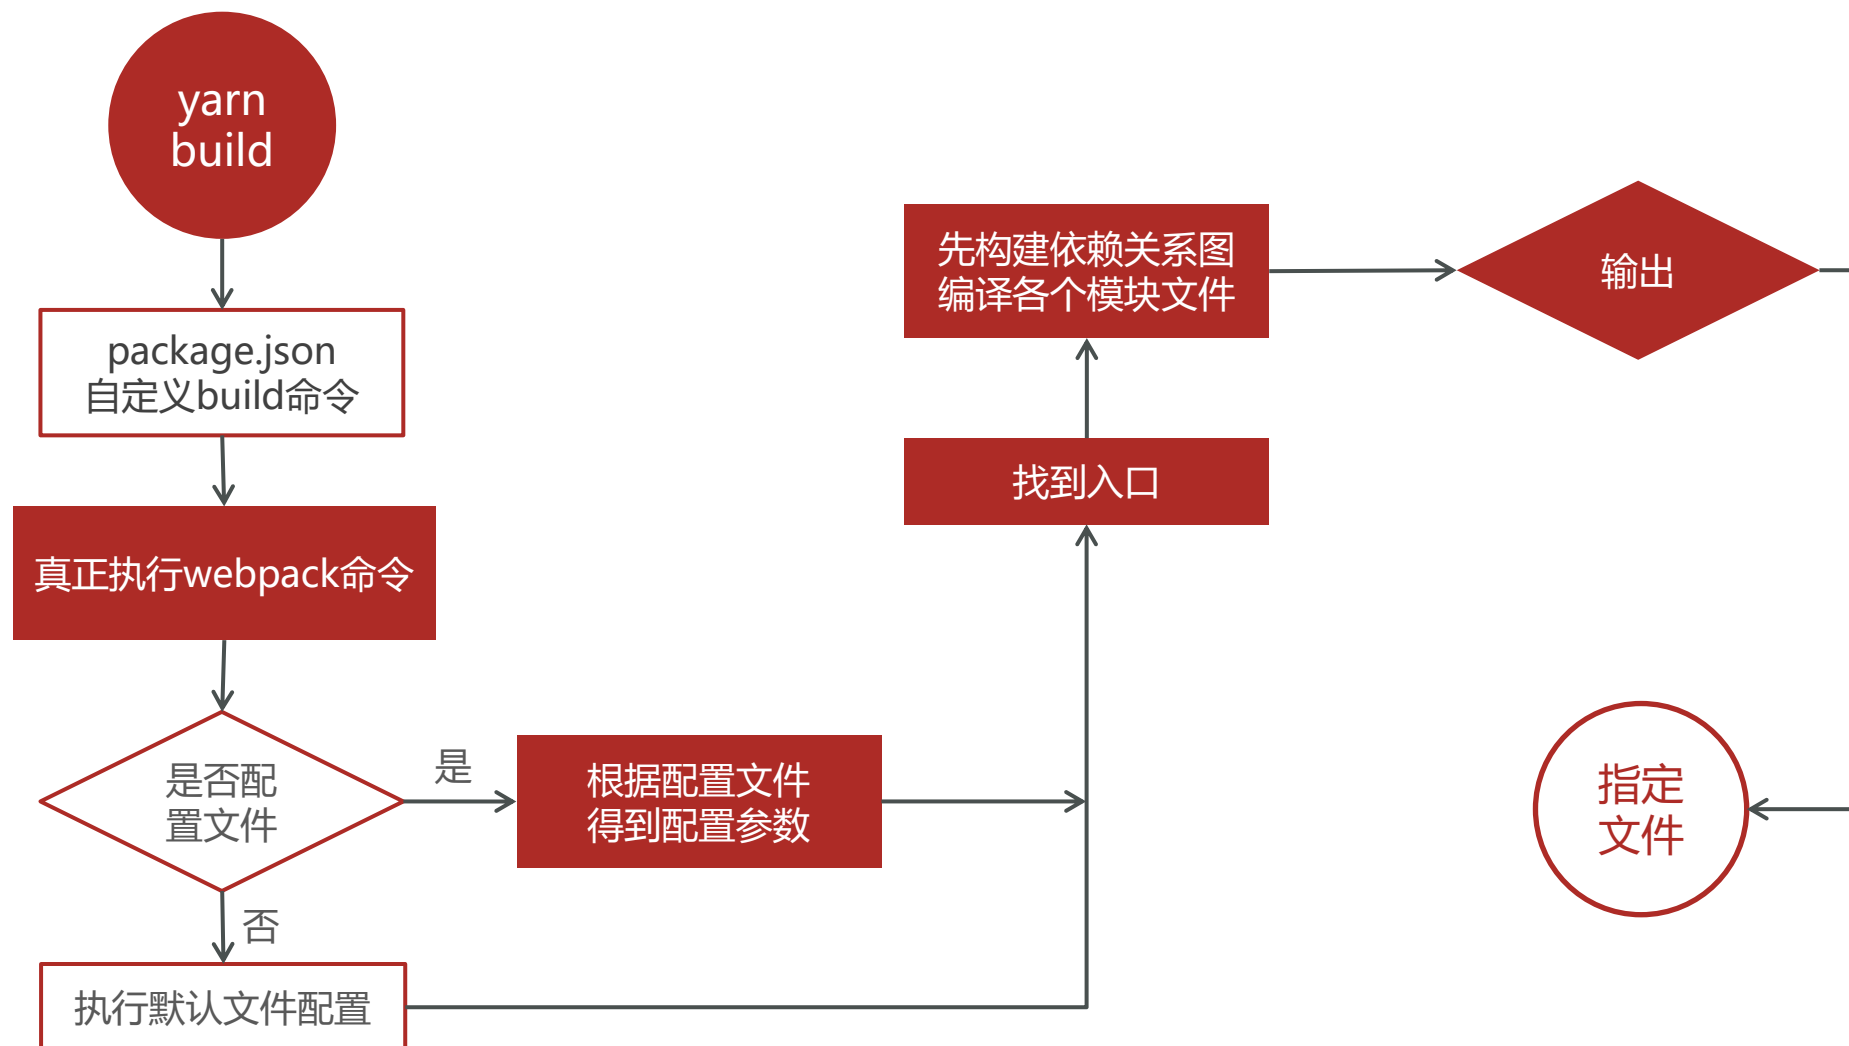 yarn
build
package.json
自定义build命令
真正执行webpack命令
是否配
置文件
是
否
根据配置文件
得到配置参数
执行默认文件配置
找到入口
先构建依赖关系图
编译各个模块文件
输出
指定
文件